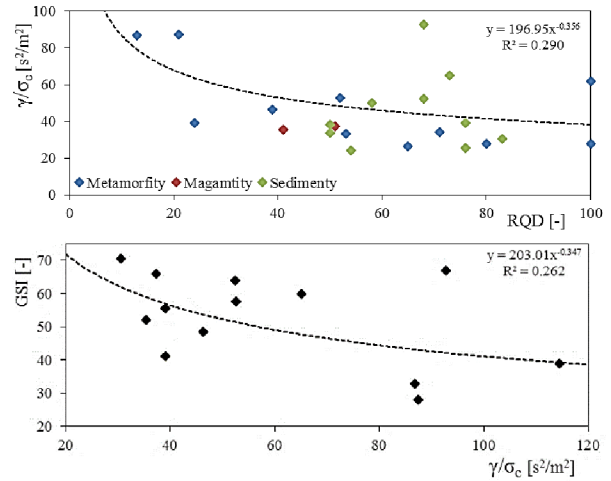 100
80
60
40
20
0
γ/σc [s²/m²]
y = 196.95x^-0.356
R² = 0.290
Metamorfity Magamtity Sedimenty
0 20 40 60 80 100
RQD [-]
70
60
50
40
30
20
GSI [-]
y = 203.01x^-0.347
R² = 0.262
20 40 60 80 100 120
γ/σc [s²/m²]